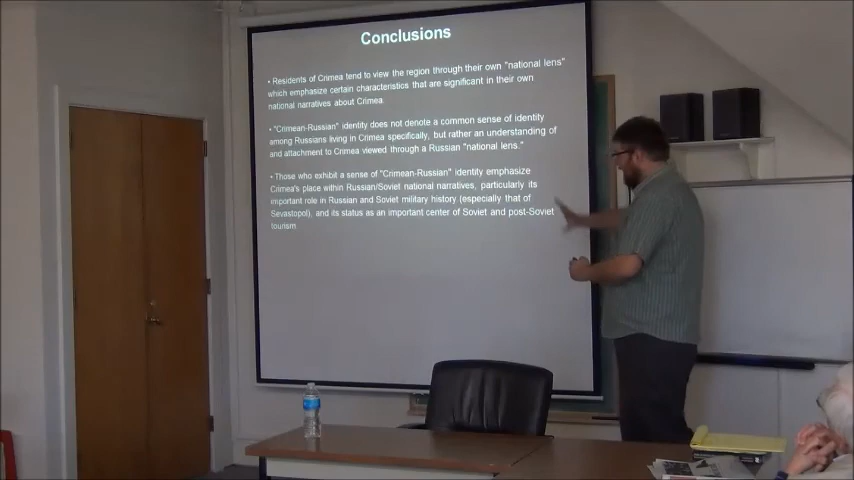 Conclusions
• Residents of Crimea tend to view the region through their own "national lens"
which emphasize certain characteristics that are significant in their own
national narratives about Crimea.
• "Crimean-Russian" identity does not denote a common sense of identity
among Russians living in Crimea specifically, but rather an understanding of
and attachment to Crimea viewed through a Russian "national lens."
• Those who exhibit a sense of "Crimean-Russian" identity emphasize
Crimea's place within Russian/Soviet national narratives, particularly its
important role in Russian and Soviet military history (especially that of
Sevastopol), and its status as an important center of Soviet and post-Soviet
tourism